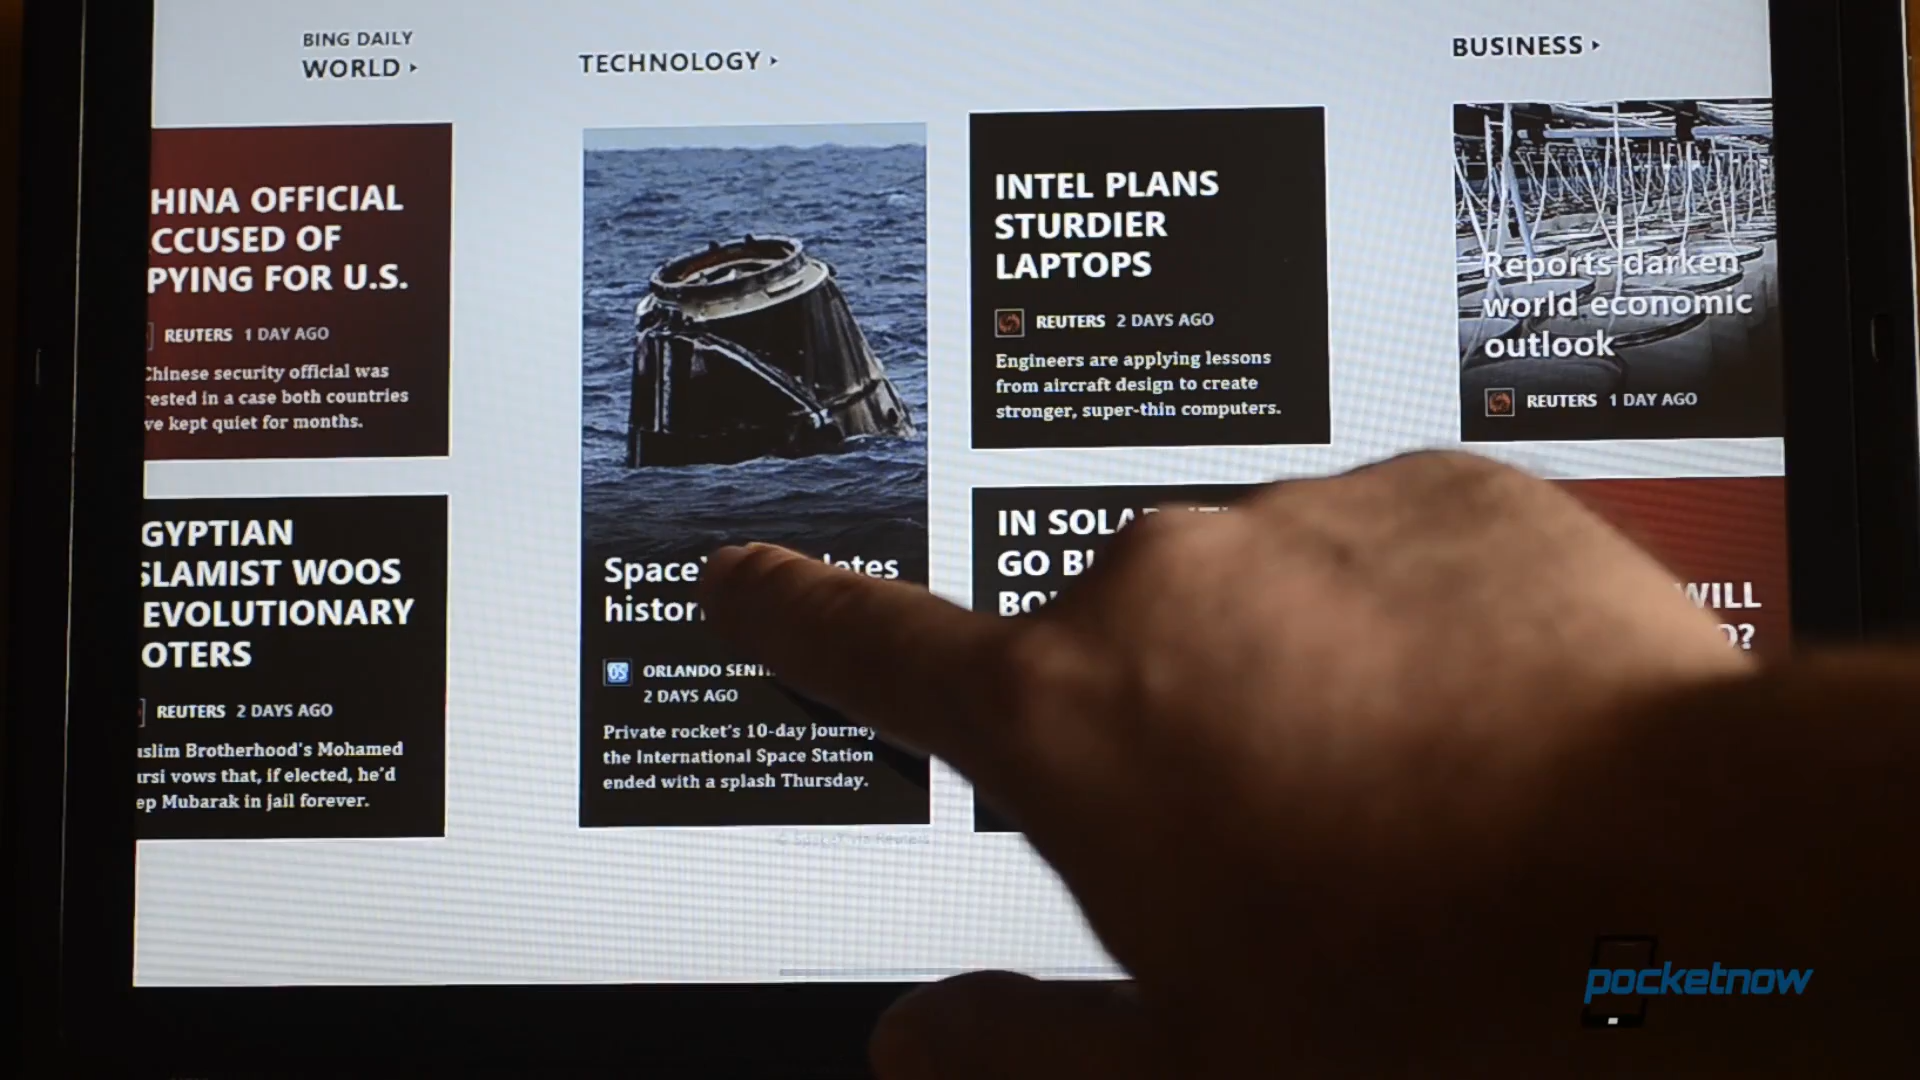 BING DAILY
WORLD
HINA OFFICIAL
CCUSED OF
PYING FOR U.S.
REUTERS 1 DAY AGO
Chinese security official was
rested in a case both countries
ve kept quiet for months.
GYPTIAN
SLAMIST WOOS
EVOLUTIONARY
OTERS
REUTERS 2 DAYS AGO
uslim Brotherhood's Mohamed
ursi vows that, if elected, he'd
ep Mubarak in jail forever.
TECHNOLOGY
Space
histor
OS
ORLANDO SENT
2 DAYS AGO
Private rocket's 10-day journey
the International Space Station
ended with a splash Thursday.
INTEL PLANS
STURDIER
LAPTOPS
REUTERS 2 DAYS AGO
Engineers are applying lessons
from aircraft design to create
stronger, super-thin computers.
IN SOLA
GO
BO
BUSINESS
Reports darken
world economic
outlook
REUTERS 1 DAY AGO
WILL
pocketnow